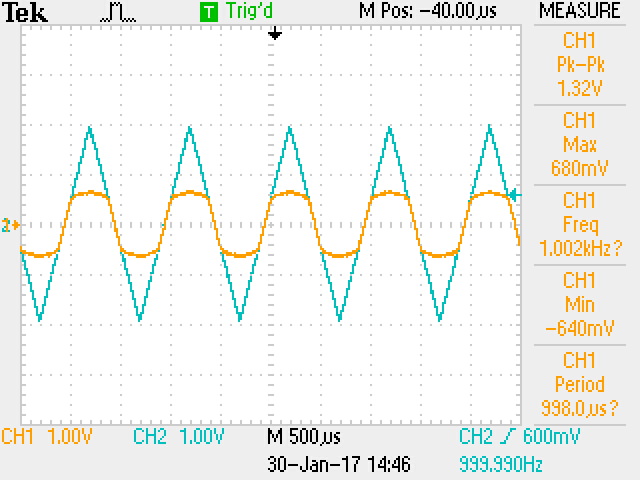 Tek T Trig'd M Pos: -40.00µs MEASURE
CH1
Pk-Pk
1.32V
CH1
Max
680mV
CH1
Freq
1.002kHz?
CH1
Min
-640mV
CH1
Period
998.0µs?
2
CH1 1.00V CH2 1.00V M 500µs CH2 600mV
30-Jan-17 14:46 999.990Hz